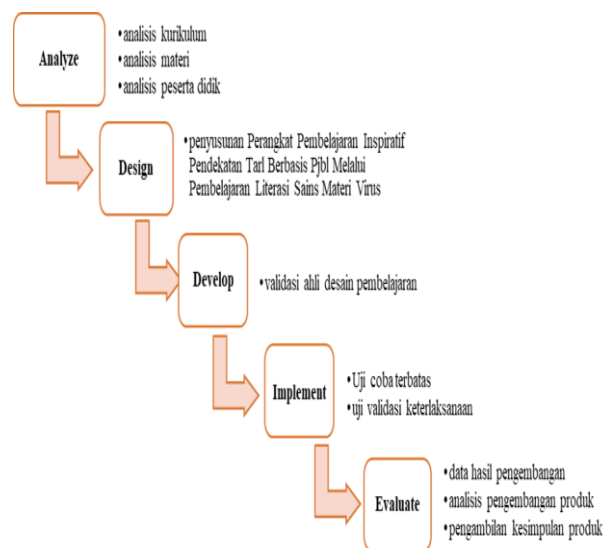 Analyze
•analisis kurikulum
•analisis materi
•analisis peserta didik
Design
•penyusunan Perangkat Pembelajaran Inspiratif
Pendekatan Tarl Berbasis Pjbl Melalui
Pembelajaran Literasi Sains Materi Virus
Develop
•validasi ahli desain pembelajaran
Implement
•Uji coba terbatas
•uji validasi keterlaksanaan
Evaluate
•data hasil pengembangan
•analisis pengembangan produk
•pengambilan kesimpulan produk